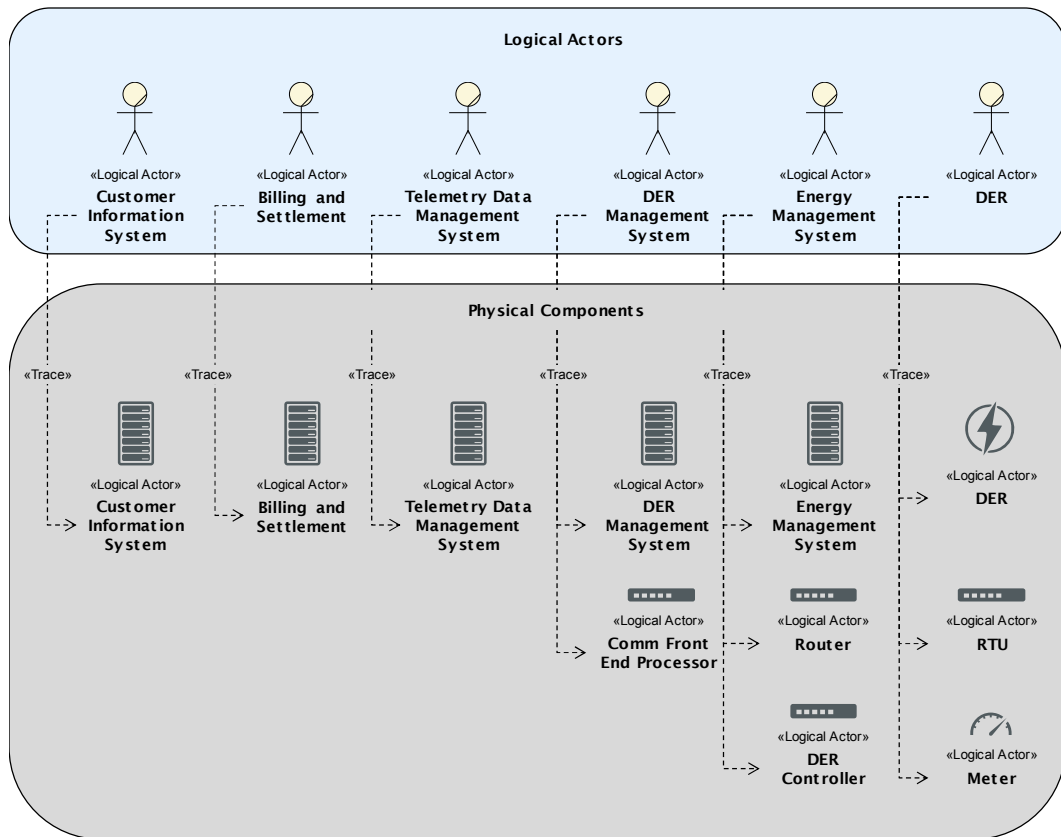 Logical Actors
«Logical Actor»
Customer
Information
System
«Logical Actor»
Billing and
Settlement
«Logical Actor»
Telemetry Data
Management
System
«Logical Actor»
DER
Management
System
«Logical Actor»
Energy
Management
System
«Logical Actor»
DER
Physical Components
«Trace»
«Trace»
«Trace»
«Trace»
«Trace»
«Trace»
«Logical Actor»
Customer
Information
System
«Logical Actor»
Billing and
Settlement
«Logical Actor»
Telemetry Data
Management
System
«Logical Actor»
DER
Management
System
«Logical Actor»
Energy
Management
System
«Logical Actor»
DER
«Logical Actor»
Comm Front
End Processor
«Logical Actor»
Router
«Logical Actor»
RTU
«Logical Actor»
DER
Controller
«Logical Actor»
Meter